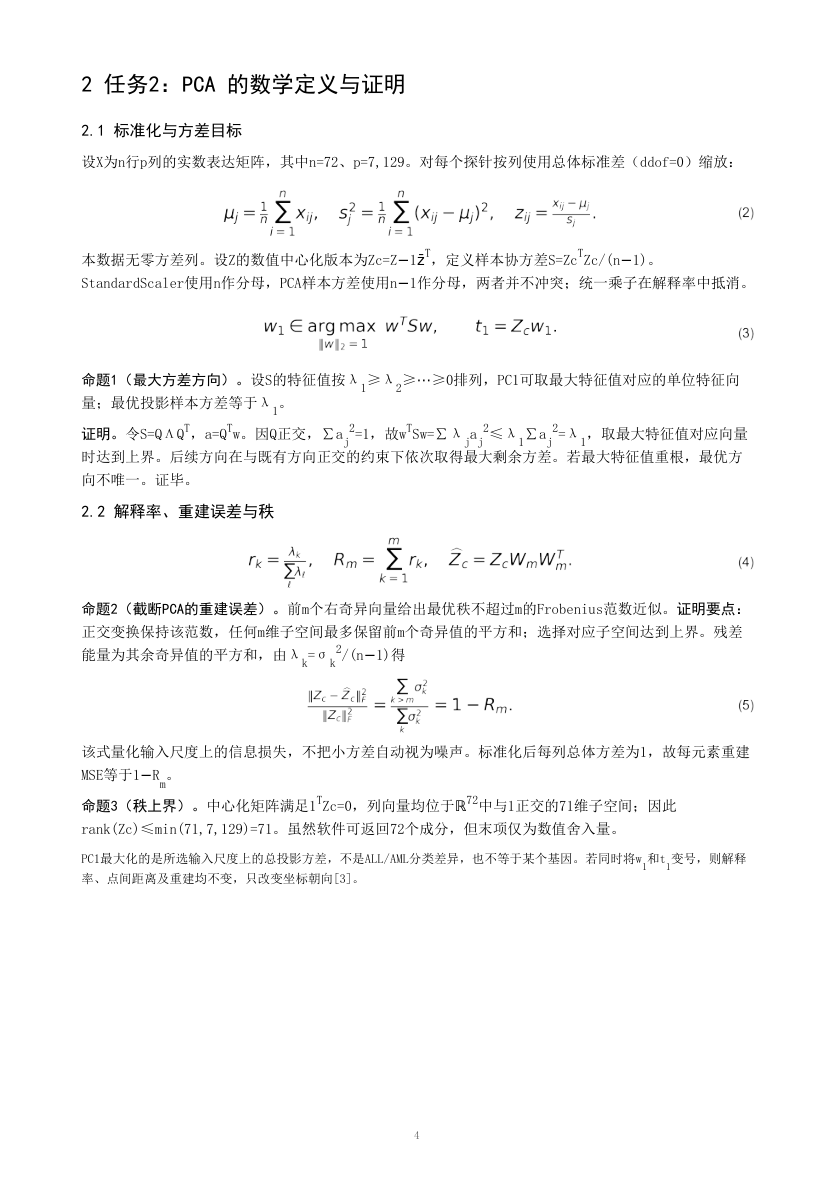 2 任务2：PCA 的数学定义与证明
2.1 标准化与方差目标
设X为n行p列的实数表达矩阵，其中n=72、p=7,129。对每个探针按列使用总体标准差（ddof=0）缩放：
μ_j = 1/n ∑_{i=1}^{n} x_{ij}, s_j^2 = 1/n ∑_{i=1}^{n} (x_{ij} − μ_j)^2, z_{ij} = (x_{ij} − μ_j)/s_j. (2)
本数据无零方差列。设Z的数值中心化版本为Zc=Z−1z̄^T，定义样本协方差S=Zc^TZc/(n−1)。
StandardScaler使用n作分母，PCA样本方差使用n−1作分母，两者并不冲突；统一乘子在解释率中抵消。
w_1 ∈ arg max_{‖w‖_2=1} w^T Sw, t_1 = Z_c w_1. (3)
命题1（最大方差方向）。设S的特征值按λ_1≥λ_2≥⋯≥0排列，PC1可取最大特征值对应的单位特征向
量；最优投影样本方差等于λ_1。
证明。令S=QΛQ^T，a=Q^Tw。因Q正交，∑a_j^2=1，故w^TSw=∑λ_ja_j^2≤λ_1∑a_j^2=λ_1，取最大特征值对应向量
时达到上界。后续方向在与既有方向正交的约束下依次取得最大剩余方差。若最大特征值重根，最优方
向不唯一。证毕。
2.2 解释率、重建误差与秩
r_k = λ_k/∑_ℓ λ_ℓ, R_m = ∑_{k=1}^{m} r_k, Ẑ_c = Z_c W_m W_m^T. (4)
命题2（截断PCA的重建误差）。前m个右奇异向量给出最优秩不超过m的Frobenius范数近似。证明要点：
正交变换保持该范数，任何m维子空间最多保留前m个奇异值的平方和；选择对应子空间达到上界。残差
能量为其余奇异值的平方和，由λ_k=σ_k^2/(n−1)得
‖Z_c − Ẑ_c‖_F^2/‖Z_c‖_F^2 = ∑_{k>m} σ_k^2/∑_k σ_k^2 = 1 − R_m. (5)
该式量化输入尺度上的信息损失，不把小方差自动视为噪声。标准化后每列总体方差为1，故每元素重建
MSE等于1−R_m。
命题3（秩上界）。中心化矩阵满足1^TZc=0，列向量均位于ℝ^72中与1正交的71维子空间；因此
rank(Zc)≤min(71,7,129)=71。虽然软件可返回72个成分，但末项仅为数值舍入量。
PC1最大化的是所选输入尺度上的总投影方差，不是ALL/AML分类差异，也不等于某个基因。若同时将w_1和t_1变号，则解释
率、点间距离及重建均不变，只改变坐标朝向[3]。
4